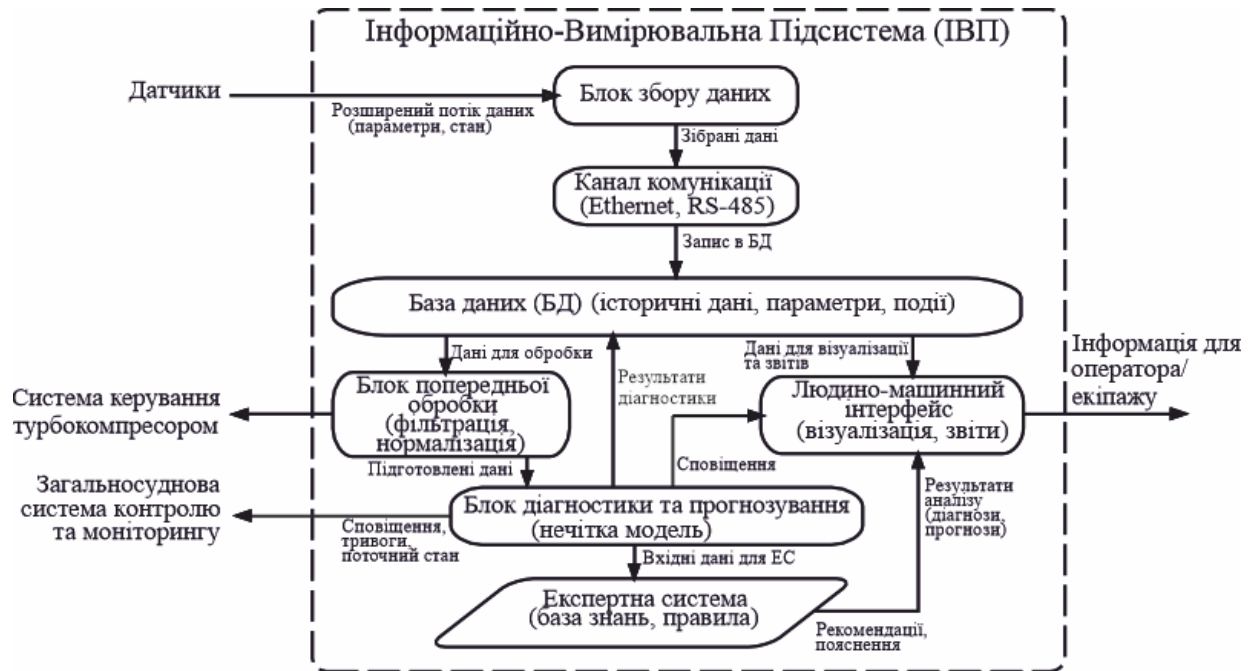 Інформаційно-Вимірювальна Підсистема (ІВП)
Датчики
Розширений потік даних
(параметри, стан)
Блок збору даних
Зібрані дані
Канал комунікації
(Ethernet, RS-485)
Запис в БД
База даних (БД) (історичні дані, параметри, події)
Дані для обробки
Результати
діагностики
Дані для візуалізації
та звітів
Інформація для
оператора/
екіпажу
Система керування
турбокомпресором
Блок попередньої
обробки
(фільтрація,
нормалізація)
Людино-машинний
інтерфейс
(візуалізація, звіти)
Підготовлені дані
Сповіщення
Загальносуднова
система контролю
та моніторингу
Сповіщення,
тривоги,
поточний стан
Блок діагностики та прогнозування
(нечітка модель)
Результати
аналізу
(діагнози,
прогнози)
Вхідні дані для ЕС
Експертна система
(база знань, правила)
Рекомендації,
пояснення